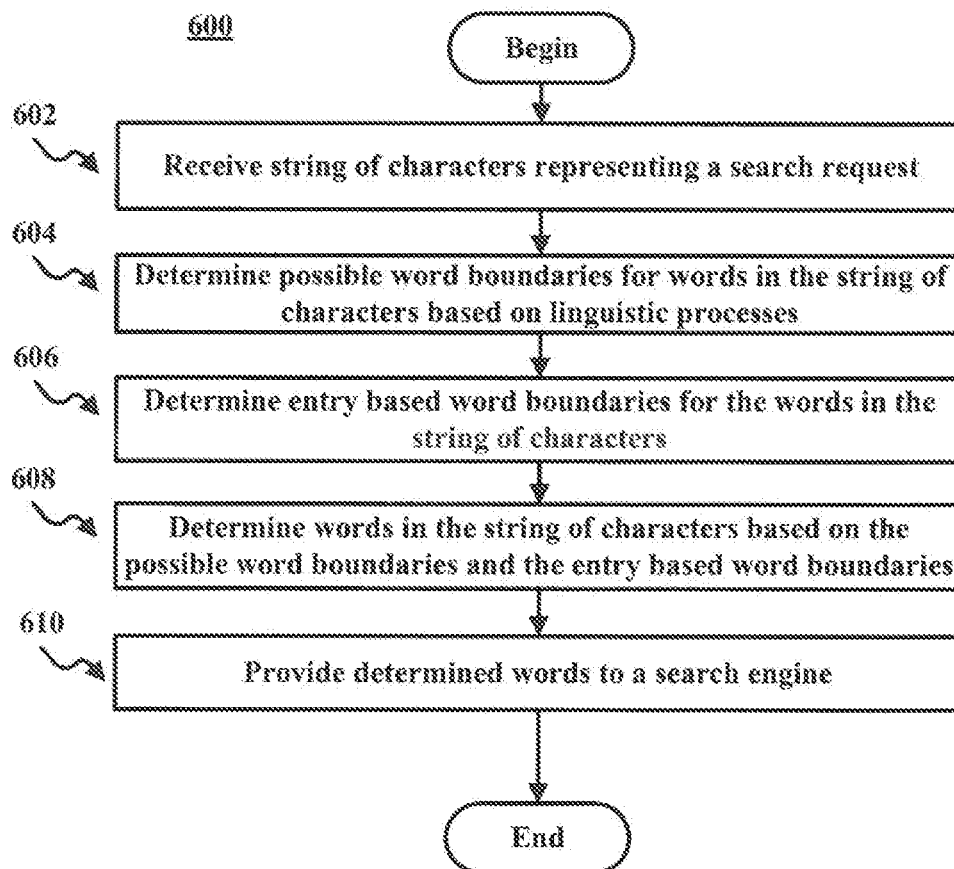 600
Begin
602
Receive string of characters representing a search request
604
Determine possible word boundaries for words in the string of
characters based on linguistic processes
606
Determine entry based word boundaries for the words in the
string of characters
608
Determine words in the string of characters based on the
possible word boundaries and the entry based word boundaries
610
Provide determined words to a search engine
End